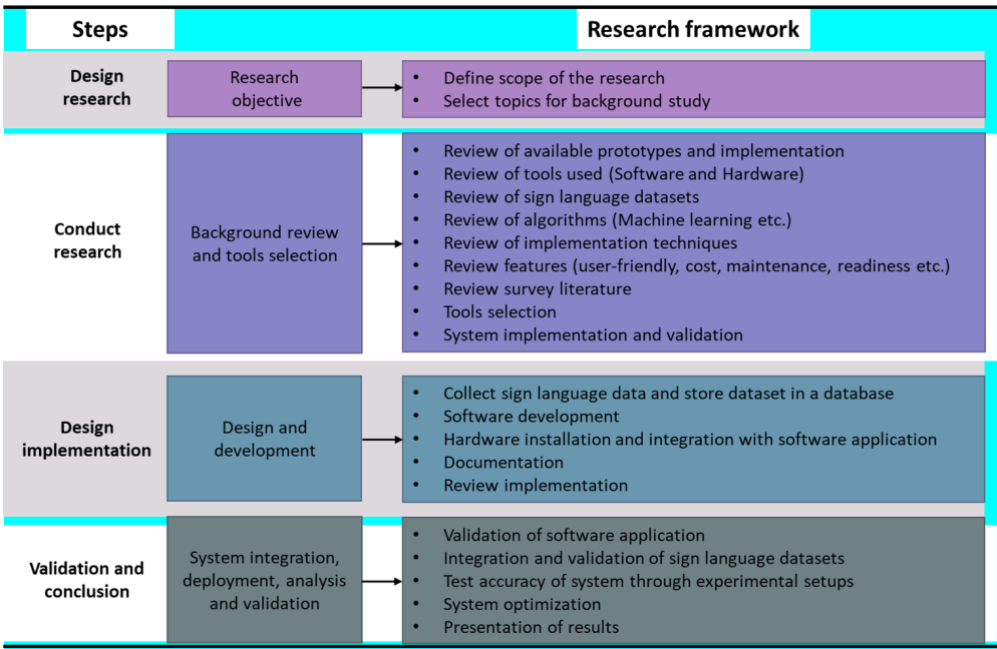 Steps
Research framework
Design
research
Research
objective
• Define scope of the research
• Select topics for background study
Conduct
research
Background review
and tools selection
• Review of available prototypes and implementation
• Review of tools used (Software and Hardware)
• Review of sign language datasets
• Review of algorithms (Machine learning etc.)
• Review of implementation techniques
• Review features (user-friendly, cost, maintenance, readiness etc.)
• Review survey literature
• Tools selection
• System implementation and validation
Design
implementation
Design and
development
• Collect sign language data and store dataset in a database
• Software development
• Hardware installation and integration with software application
• Documentation
• Review implementation
Validation and
conclusion
System integration,
deployment, analysis
and validation
• Validation of software application
• Integration and validation of sign language datasets
• Test accuracy of system through experimental setups
• System optimization
• Presentation of results